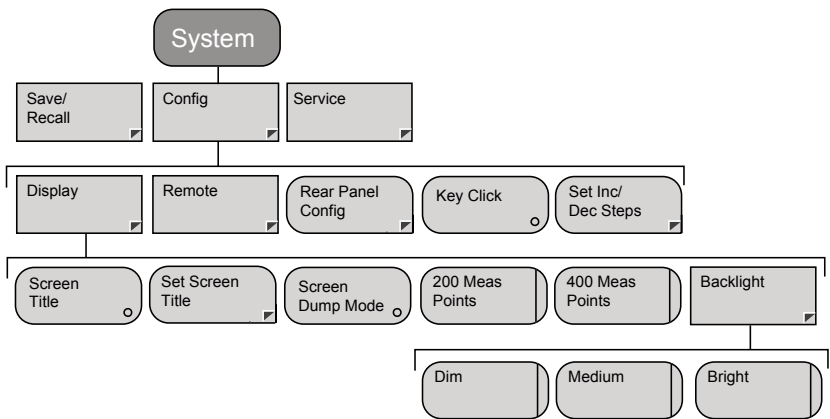 System
Save/
Recall
Config
Service
Display
Remote
Rear Panel
Config
Key Click
Set Inc/
Dec Steps
Screen
Title
Set Screen
Title
Screen
Dump Mode
200 Meas
Points
400 Meas
Points
Backlight
Dim
Medium
Bright